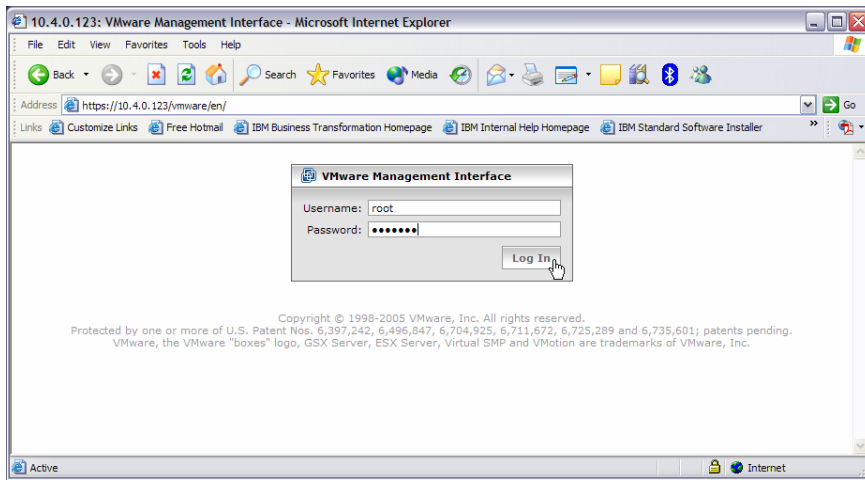 10.4.0.123: VMware Management Interface - Microsoft Internet Explorer
File Edit View Favorites Tools Help
Back Search Favorites Media
Address https://10.4.0.123/vmware/en/ Go
Links Customize Links Free Hotmail IBM Business Transformation Homepage IBM Internal Help Homepage IBM Standard Software Installer »
VMware Management Interface
Username: root
Password: •••••••
Log In
Copyright © 1998-2005 VMware, Inc. All rights reserved.
Protected by one or more of U.S. Patent Nos. 6,397,242, 6,496,847, 6,704,925, 6,711,672, 6,725,289 and 6,735,601; patents pending.
VMware, the VMware "boxes" logo, GSX Server, ESX Server, Virtual SMP and VMotion are trademarks of VMware, Inc.
Active Internet